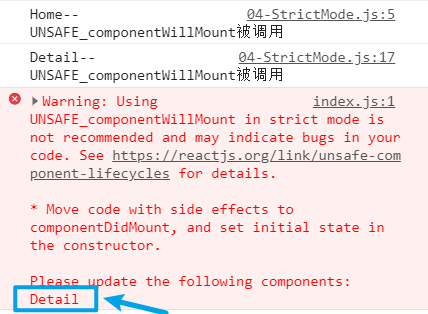 Home--
04-StrictMode.js:5
UNSAFE_componentWillMount被调用
Detail--
04-StrictMode.js:17
UNSAFE_componentWillMount被调用
Warning: Using
index.js:1
UNSAFE_componentWillMount in strict mode is
not recommended and may indicate bugs in your
code. See https://reactjs.org/link/unsafe-com
ponent-lifecycles for details.
* Move code with side effects to
componentDidMount, and set initial state in
the constructor.
Please update the following components:
Detail